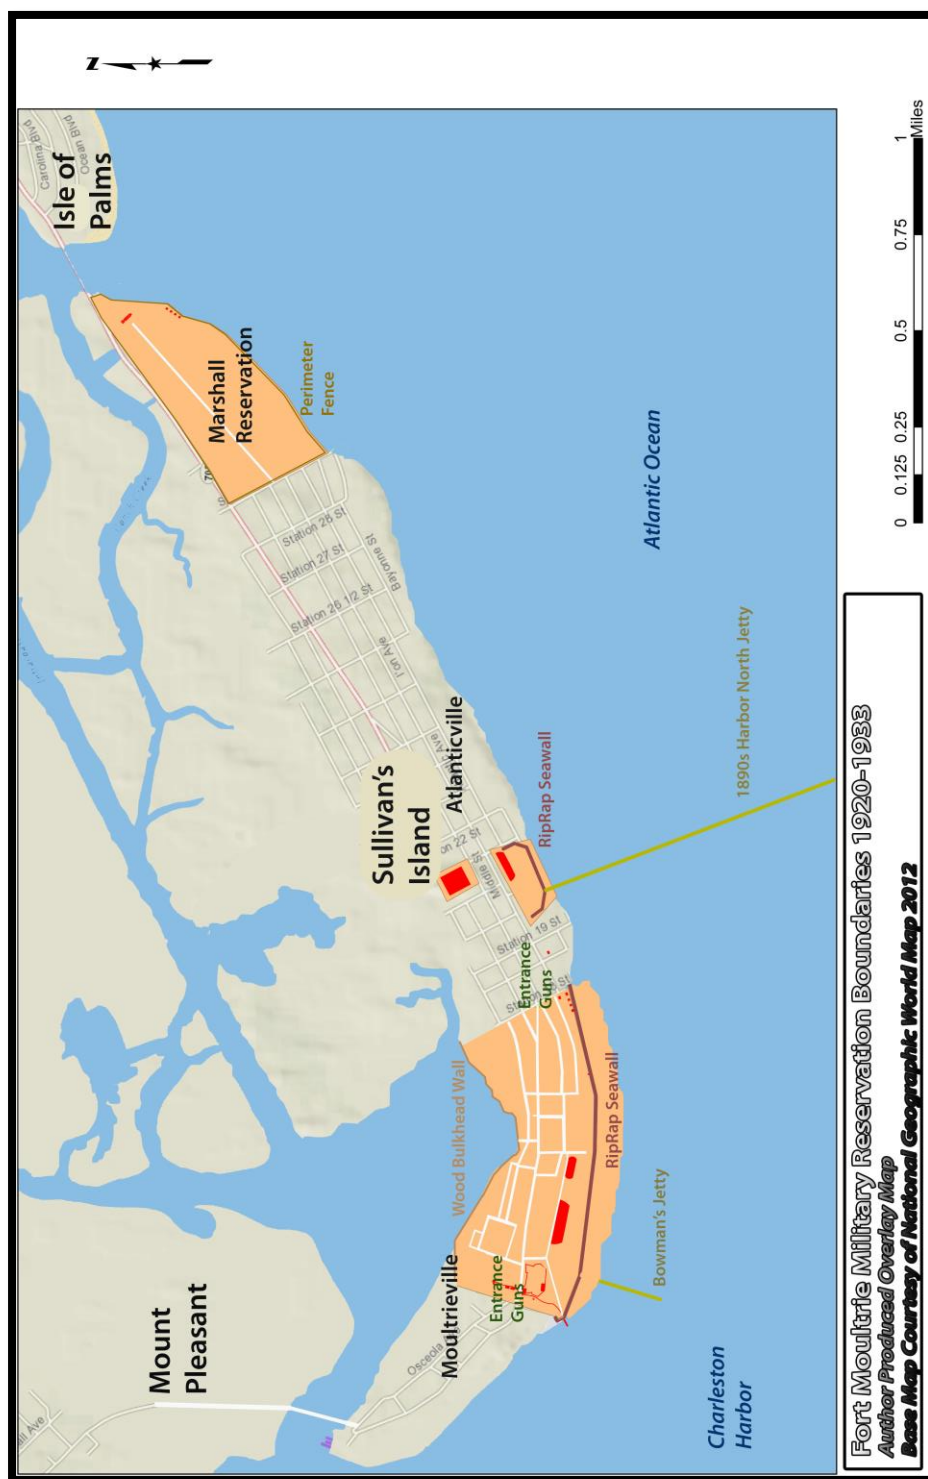 N
Isle of
Palms
Carolina Blvd
Ocean Blvd
Marshall
Reservation
Perimeter
Fence
Station 28 St
Station 27 St
Station 26 1/2 St
Bayonne St
I'on Ave
Atlantic Ocean
Sullivan's
Island
Atlanticville
RipRap Seawall
1890s Harbor North Jetty
Middle St
Station 19 St
Entrance
Guns
Wood Bulkhead Wall
RipRap Seawall
Bowman's Jetty
Mount
Pleasant
Moultrieville
Entrance
Guns
Osceola
Charleston
Harbor
0 0.125 0.25 0.5 0.75 1
Miles
Fort Moultrie Military Reservation Boundaries 1920-1933
Author Produced Overlay Map
Base Map Courtesy of National Geographic World Map 2012